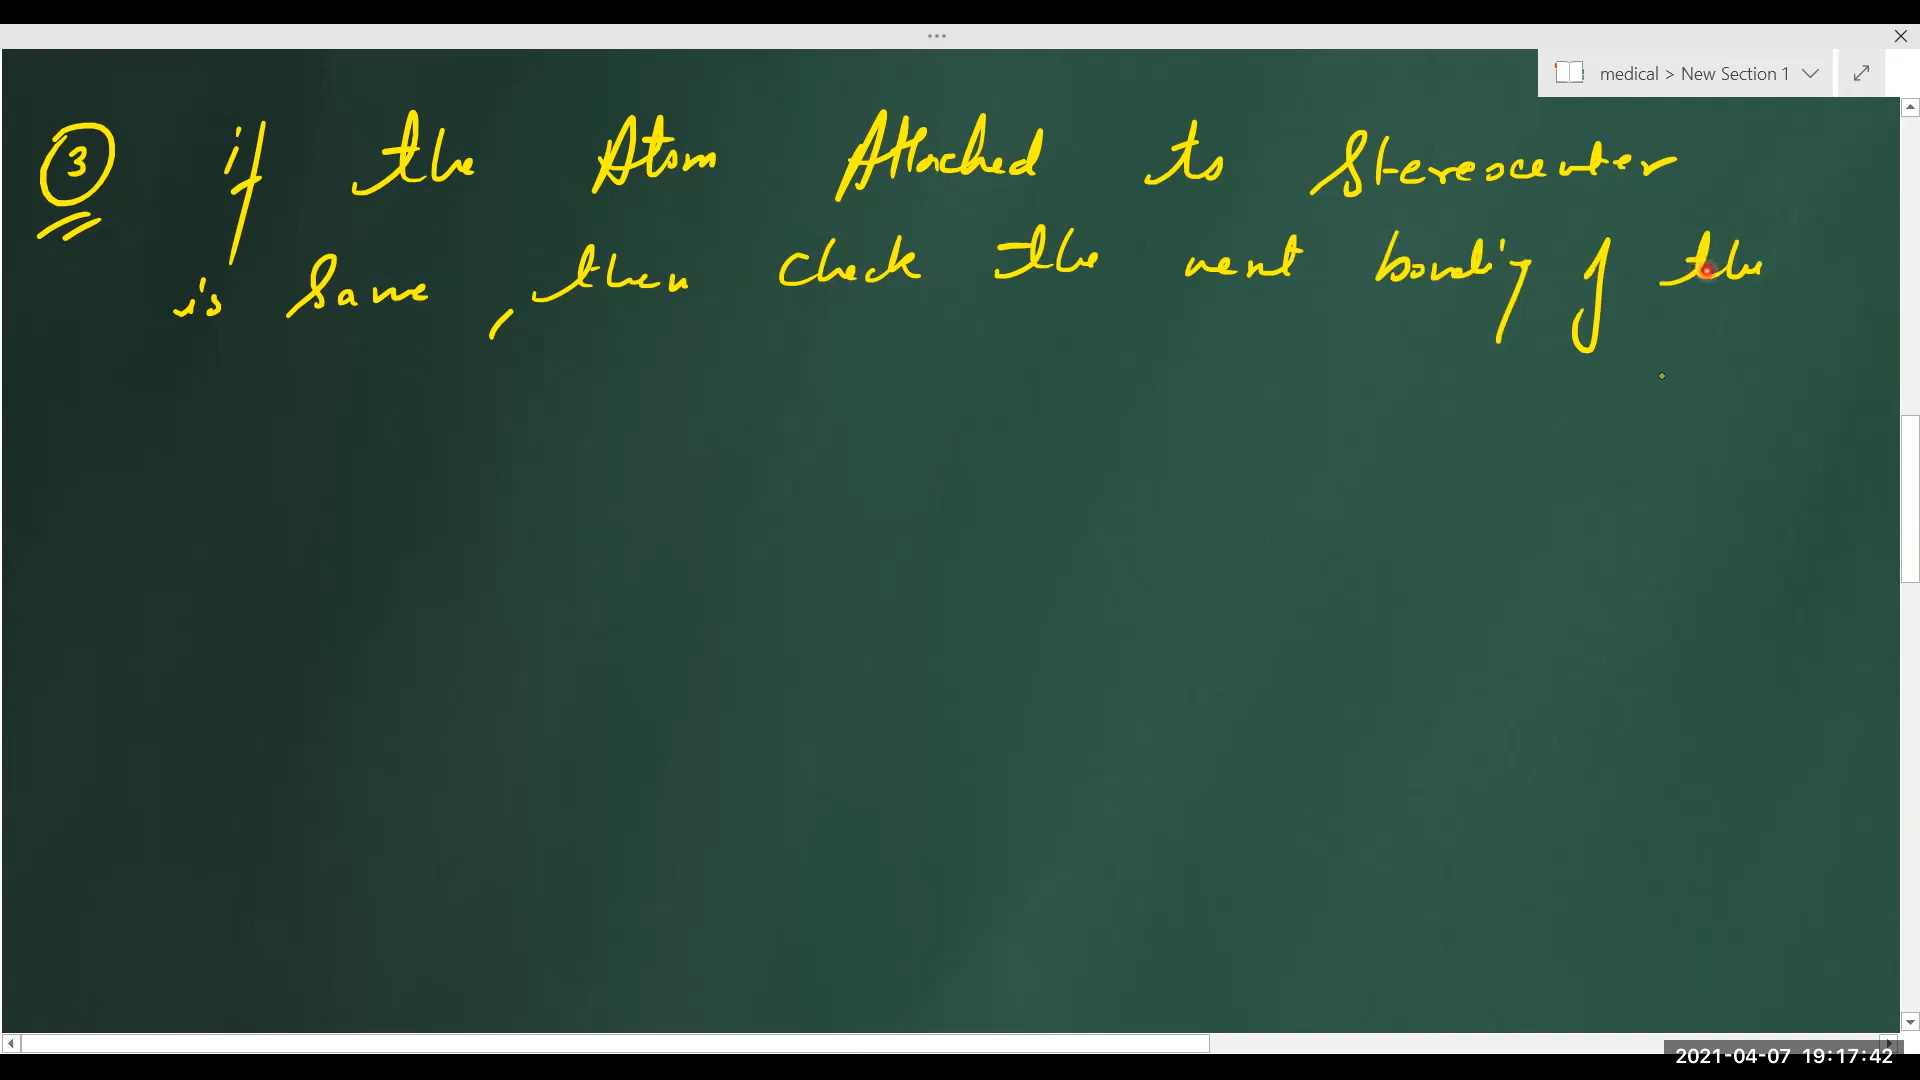 medical > New Section 1
③ if the Atom Attached to Stereocenter
is same, then check the next bonding of the
2021-04-07 19:17:42